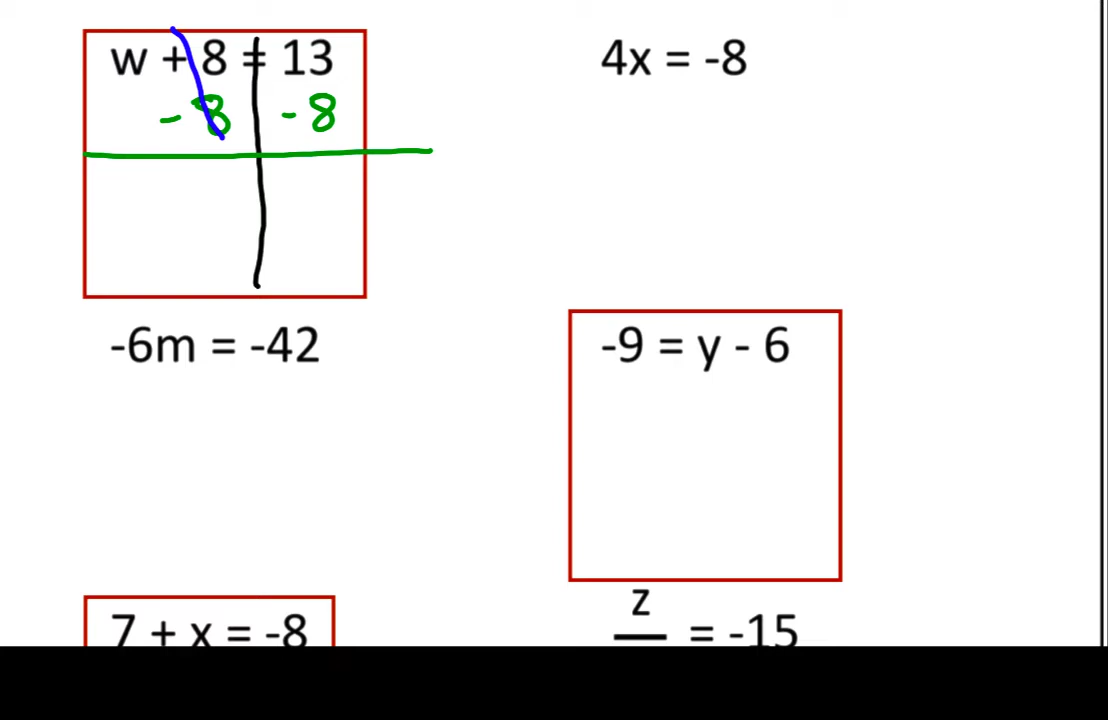 w + 8 = 13
4x = -8
- 8 - 8
-6m = -42
-9 = y - 6
7 + x = -8
z
= -15